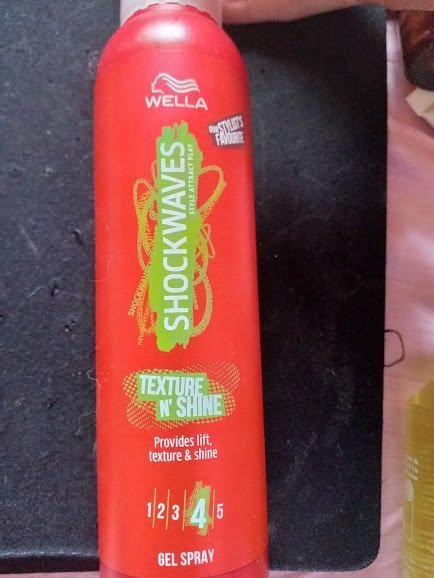 WELLA
OUR STYLIST'S
FAVOURITE
SHOCKWAVES
STYLE ATTRACT PLAY
TEXTURE
N' SHINE
Provides lift,
texture & shine
1|2|3|4|5
GEL SPRAY